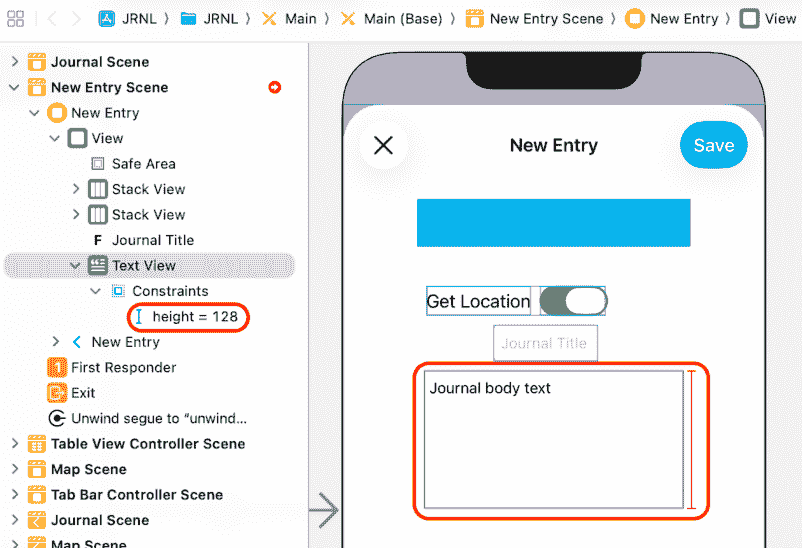 JRNL JRNL Main Main (Base) New Entry Scene New Entry View
Journal Scene
New Entry Scene
New Entry
View
Safe Area
Stack View
Stack View
F Journal Title
Text View
Constraints
height = 128
New Entry
First Responder
Exit
Unwind segue to “unwind...
Table View Controller Scene
Map Scene
Tab Bar Controller Scene
Journal Scene
Map Scene
New Entry
Save
Get Location
Journal Title
Journal body text